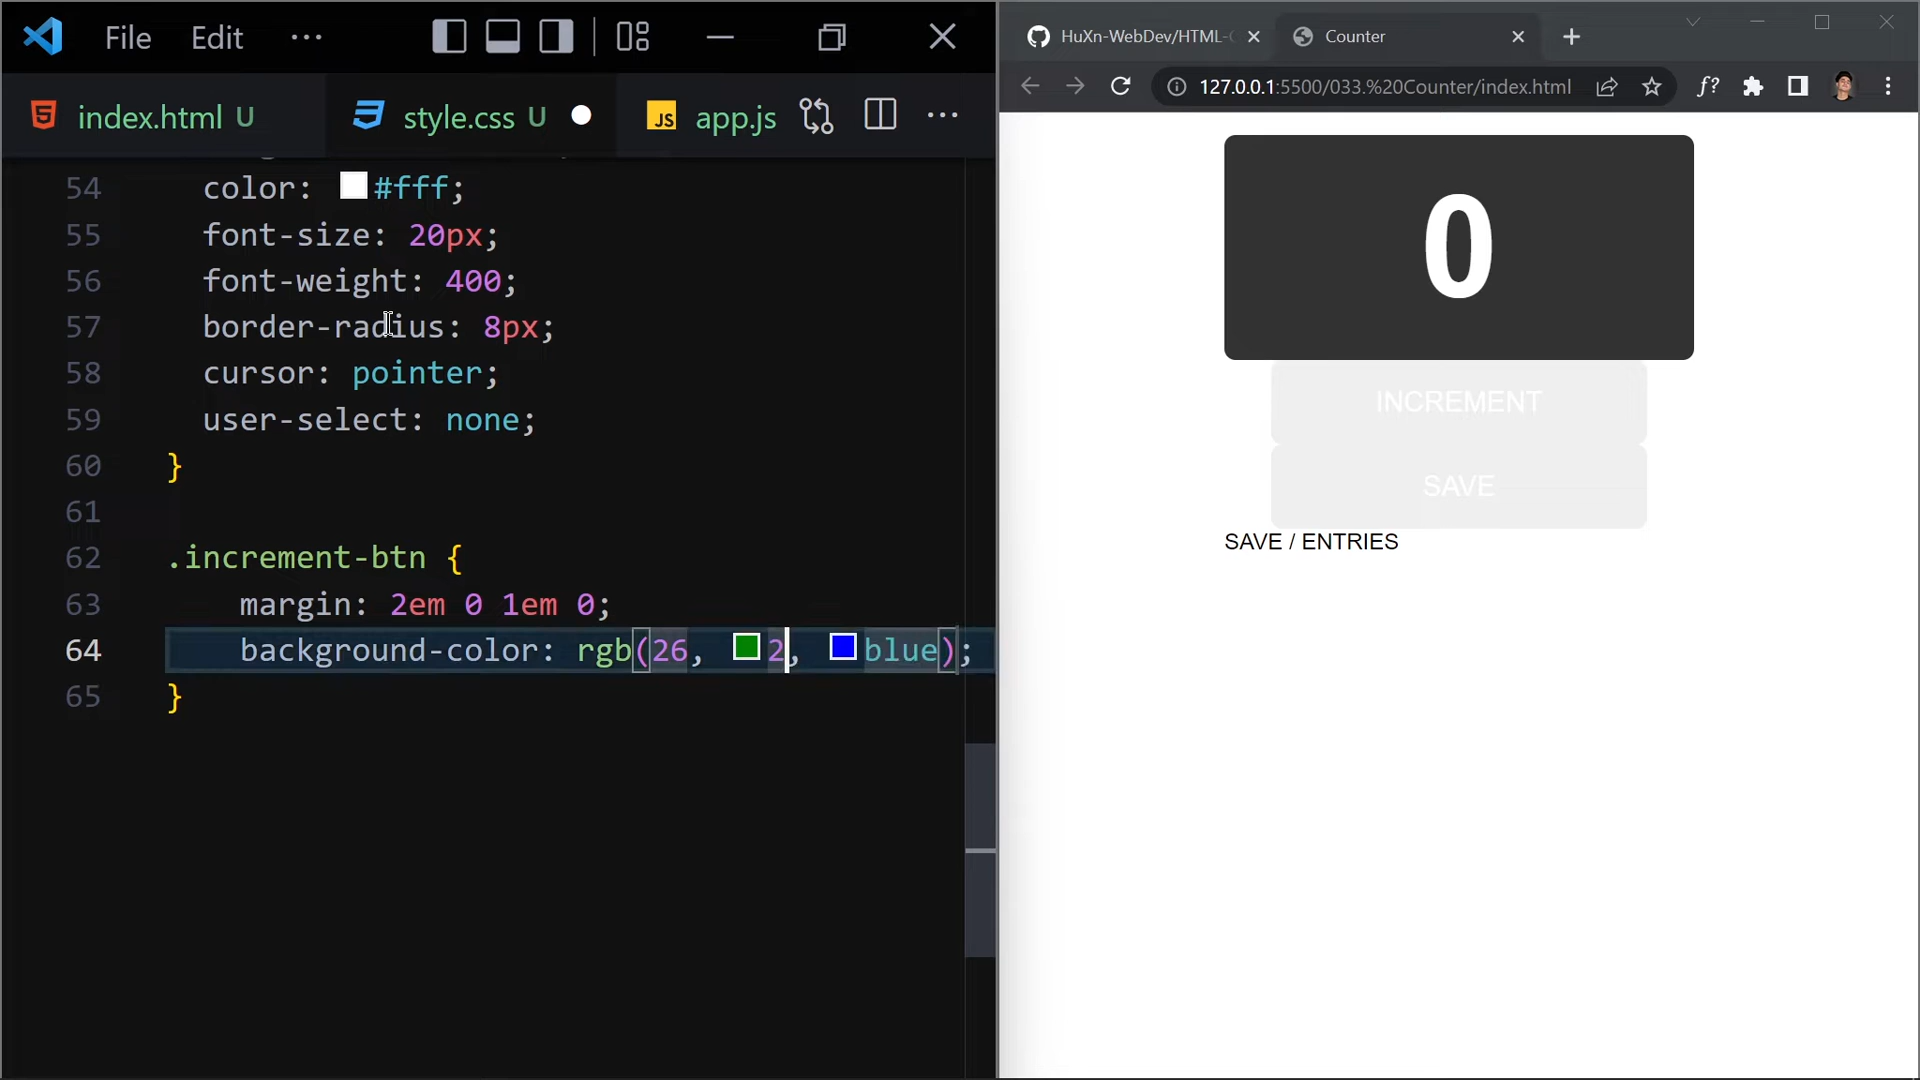 File Edit ...
index.html U style.css U app.js
54 color: #fff;
55 font-size: 20px;
56 font-weight: 400;
57 border-radius: 8px;
58 cursor: pointer;
59 user-select: none;
60 }
61
62 .increment-btn {
63 margin: 2em 0 1em 0;
64 background-color: rgb(26, 2, blue);
65 }
HuXn-WebDev/HTML- Counter
127.0.0.1:5500/033.%20Counter/index.html f?
0
INCREMENT
SAVE
SAVE / ENTRIES